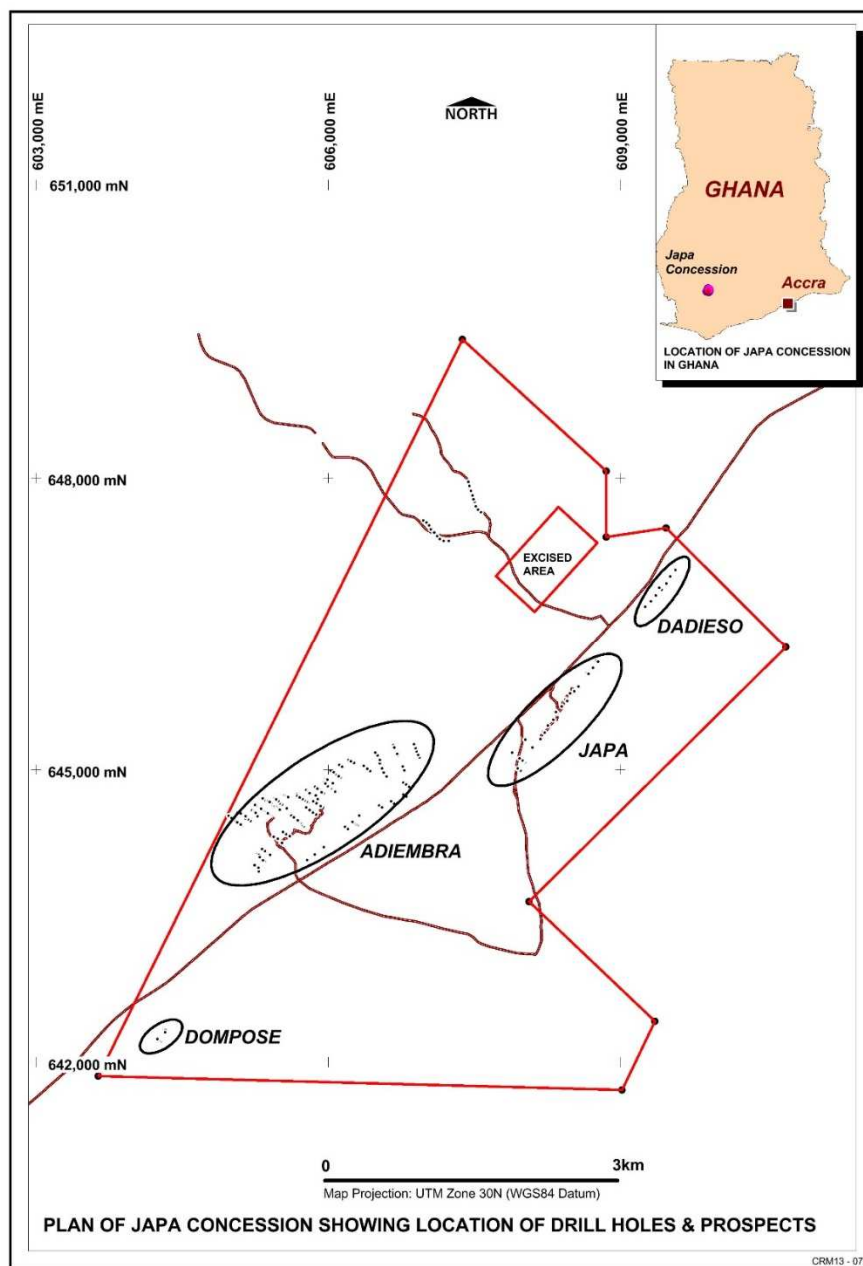 603,000 mE
606,000 mE
609,000 mE
NORTH
651,000 mN
GHANA
Japa
Concession
Accra
LOCATION OF JAPA CONCESSION
IN GHANA
648,000 mN
EXCISED
AREA
DADIESO
JAPA
645,000 mN
ADIEMBRA
DOMPOSE
642,000 mN
0 3km
Map Projection: UTM Zone 30N (WGS84 Datum)
PLAN OF JAPA CONCESSION SHOWING LOCATION OF DRILL HOLES & PROSPECTS
CRM13 - 07